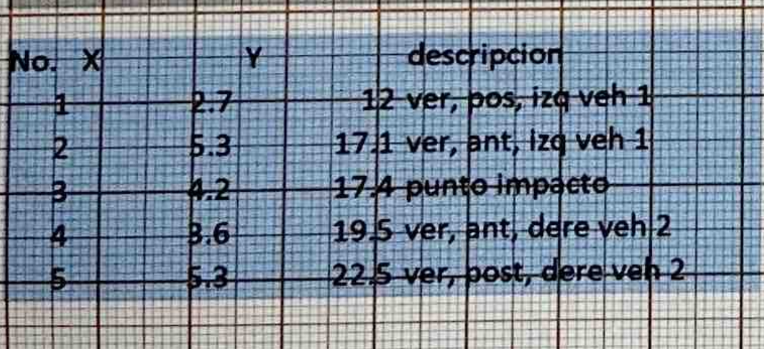 No. X Y descripcion
1 2.7 12 ver, pos, izq veh 1
2 5.3 17.1 ver, ant, izq veh 1
3 4.2 17.4 punto impacto
4 3.6 19.5 ver, ant, dere veh 2
5 5.3 22.5 ver, post, dere veh 2